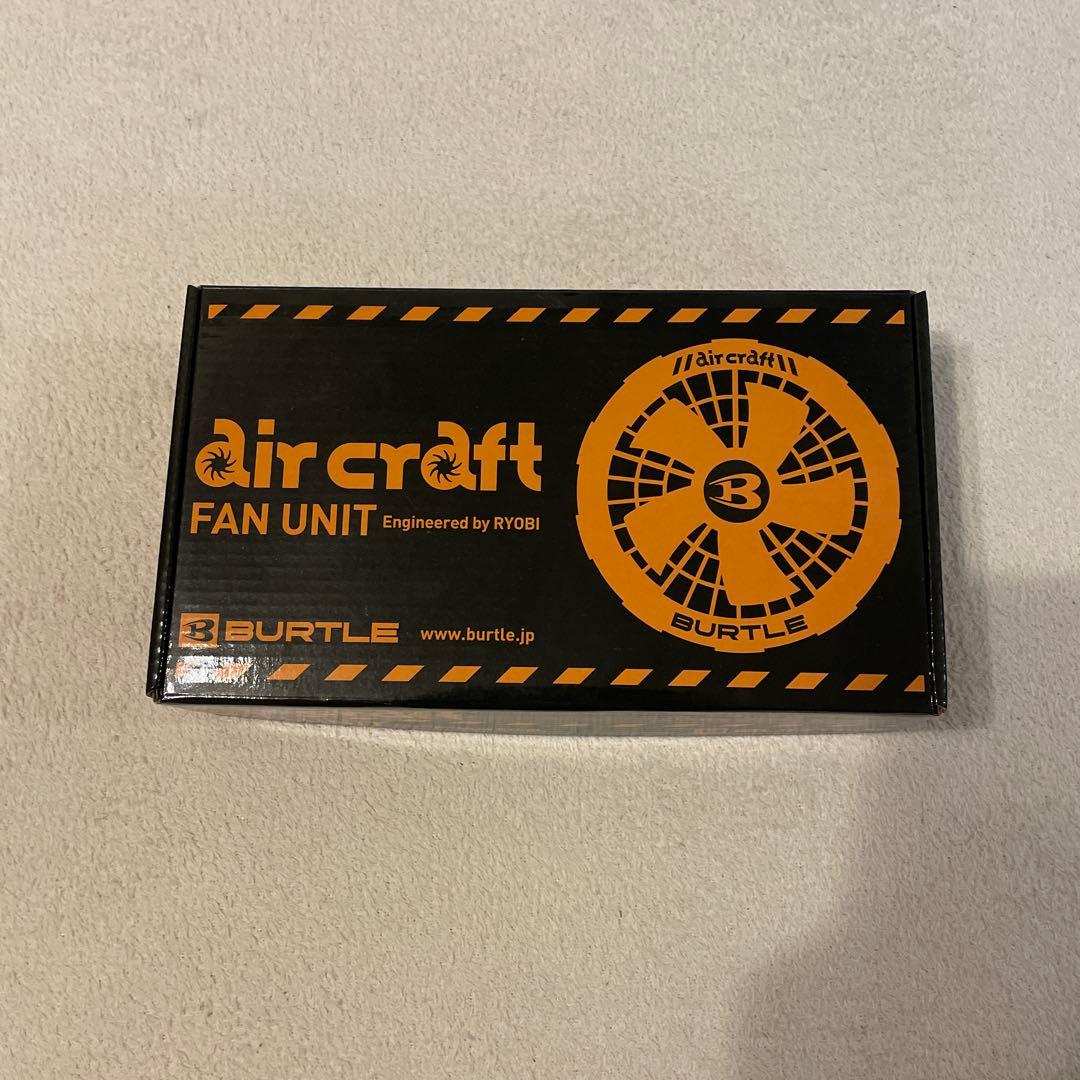 air craft
FAN UNIT Engineered by RYOBI
B BURTLE www.burtle.jp
air craft
B
BURTLE